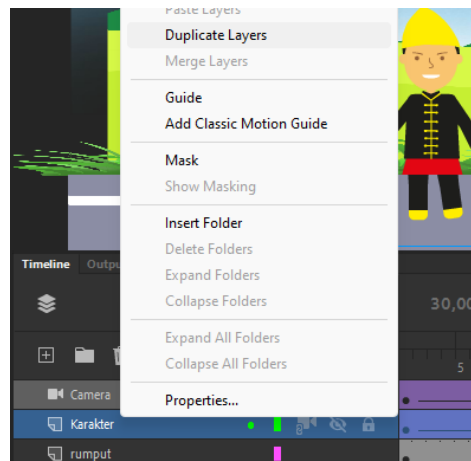 Paste Layers
Duplicate Layers
Merge Layers
Guide
Add Classic Motion Guide
Mask
Show Masking
Insert Folder
Delete Folders
Expand Folders
Collapse Folders
Expand All Folders
Collapse All Folders
Properties...
Timeline
30,00
5
Camera
Karakter
rumput